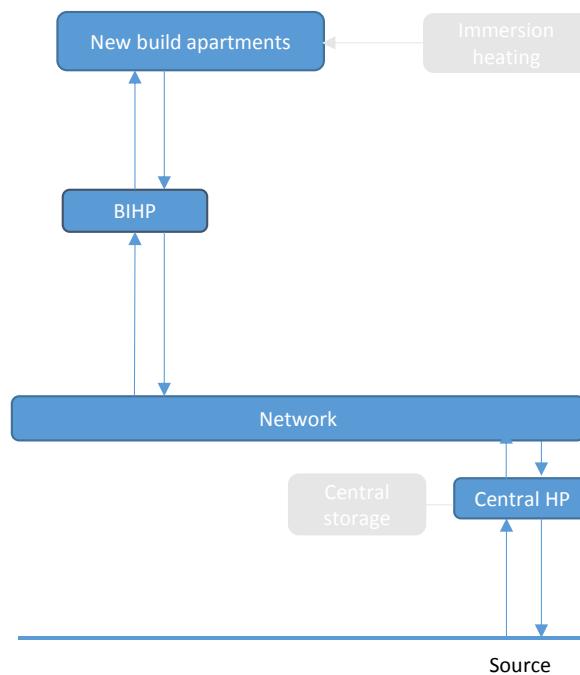 New build apartments
Immersion
heating
BIHP
Network
Central
storage
Central HP
Source